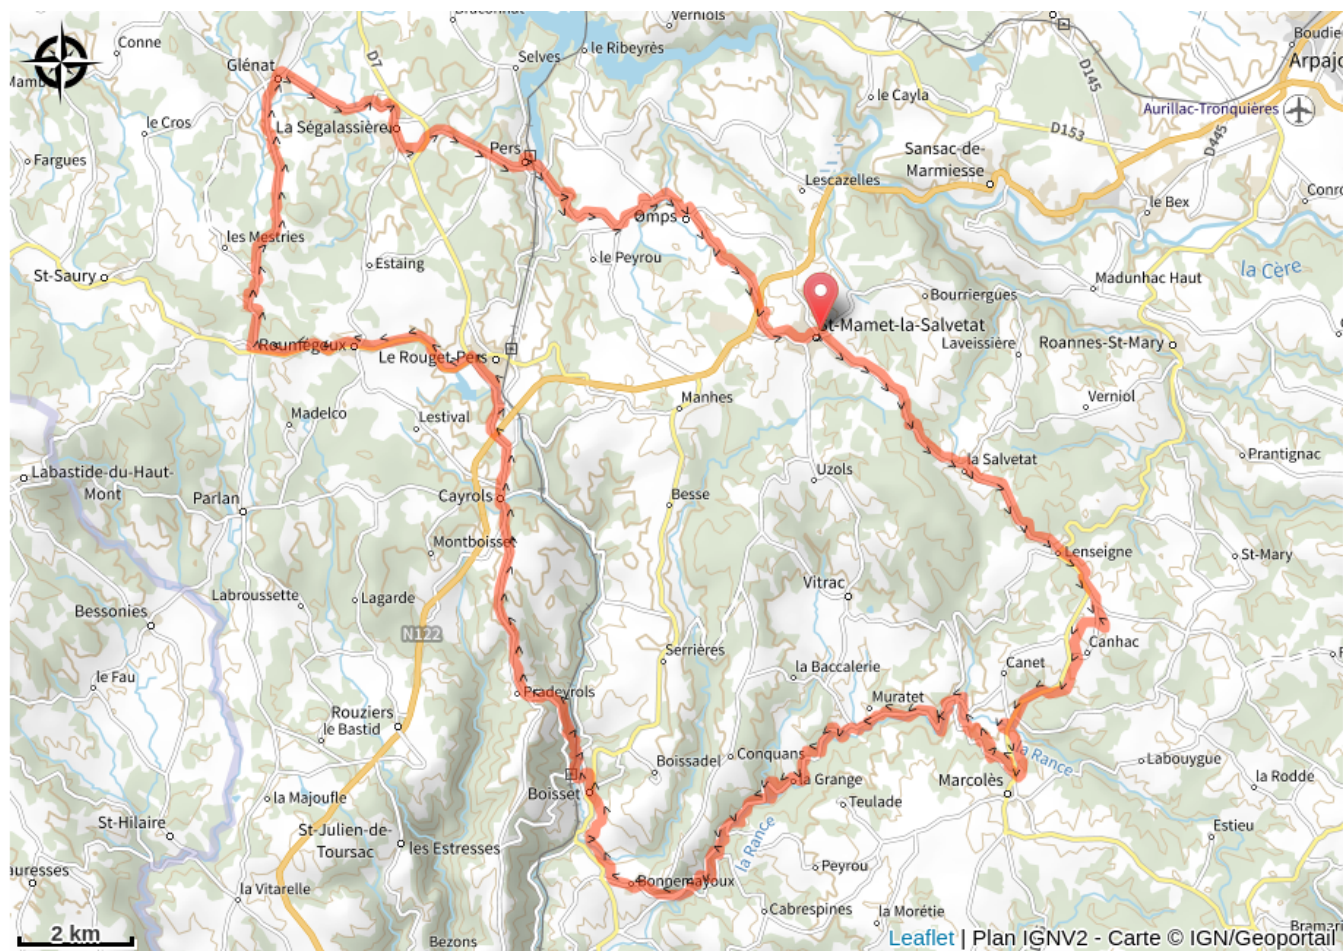 Conne
Glénat
D7
Selves
le Ribeyrès
Verniols
le Cayla
D145
Aurillac-Tronquières
D153
D445
le Cros
La Ségalassière
Pers
Fargues
Sansac-de-
Marmiesse
Lescazelles
le Bex
Omps
les Mestries
St-Saury
Estaing
le Peyrou
Madunhac Haut
la Cère
Bourriergues
St-Mamet-la-Salvetat
Laveissière
Roannes-St-Mary
Roumégoux
Le Rouget-Pers
Manhes
Verniol
Madelco
Lestival
Labastide-du-Haut-
Mont
Uzols
la Salvetat
Prantignac
Parlan
Cayrols
Besse
Montboisse
Lenseigne
St-Mary
Vitrac
Bessonies
Labroussette
Lagarde
N122
Canhac
Serrières
la Baccalerie
Canet
le Fau
Pradeyrols
Muratet
Rouziers
le Bastid
Boissadel
Conquans
la Rance
Labouygue
la Grange
Marcolès
la Rodde
la Majoufle
Boisset
Teulade
St-Hilaire
St-Julien-de-
Toursac
les Estresses
la Rance
Estieu
Peyrou
la Vitarelle
Bongemayoux
Cabrespines
la Morétie
2 km
Bezons
Leaflet | Plan IGNV2 - Carte © IGN/Geoportail